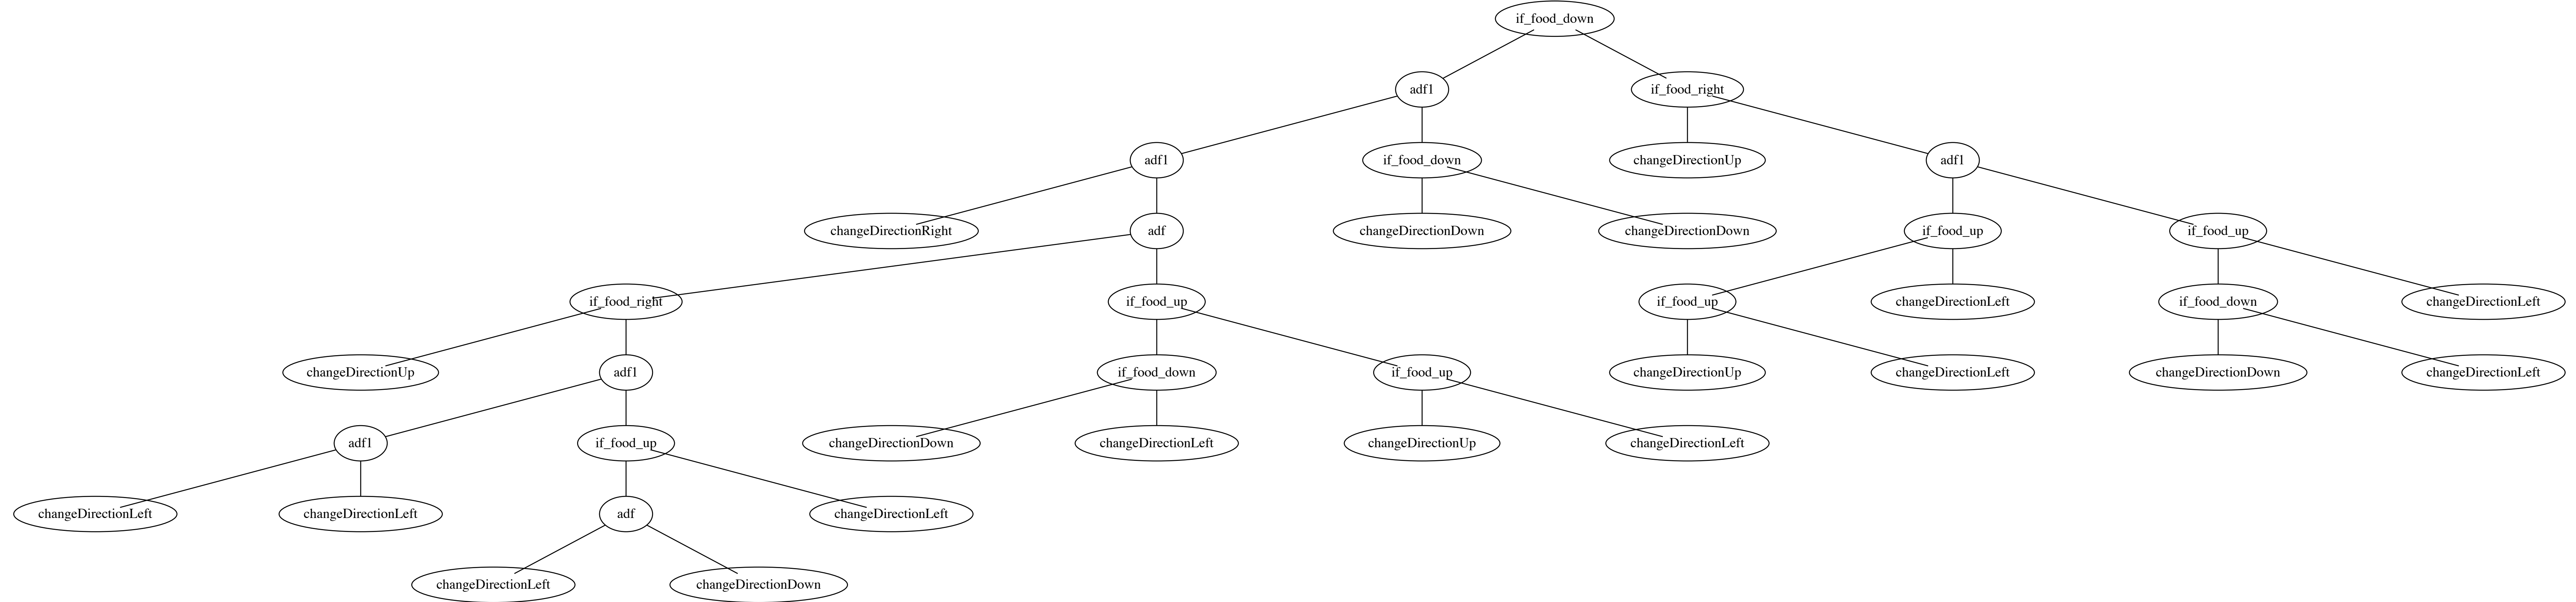 if_food_down
adf1
if_food_right
adf1
if_food_down
changeDirectionUp
adf1
changeDirectionRight
adf
changeDirectionDown
changeDirectionDown
if_food_up
if_food_up
if_food_right
if_food_up
if_food_up
changeDirectionLeft
if_food_down
changeDirectionLeft
changeDirectionUp
adf1
if_food_down
if_food_up
changeDirectionUp
changeDirectionLeft
changeDirectionDown
changeDirectionLeft
adf1
if_food_up
changeDirectionDown
changeDirectionLeft
changeDirectionUp
changeDirectionLeft
changeDirectionLeft
changeDirectionLeft
adf
changeDirectionLeft
changeDirectionLeft
changeDirectionDown